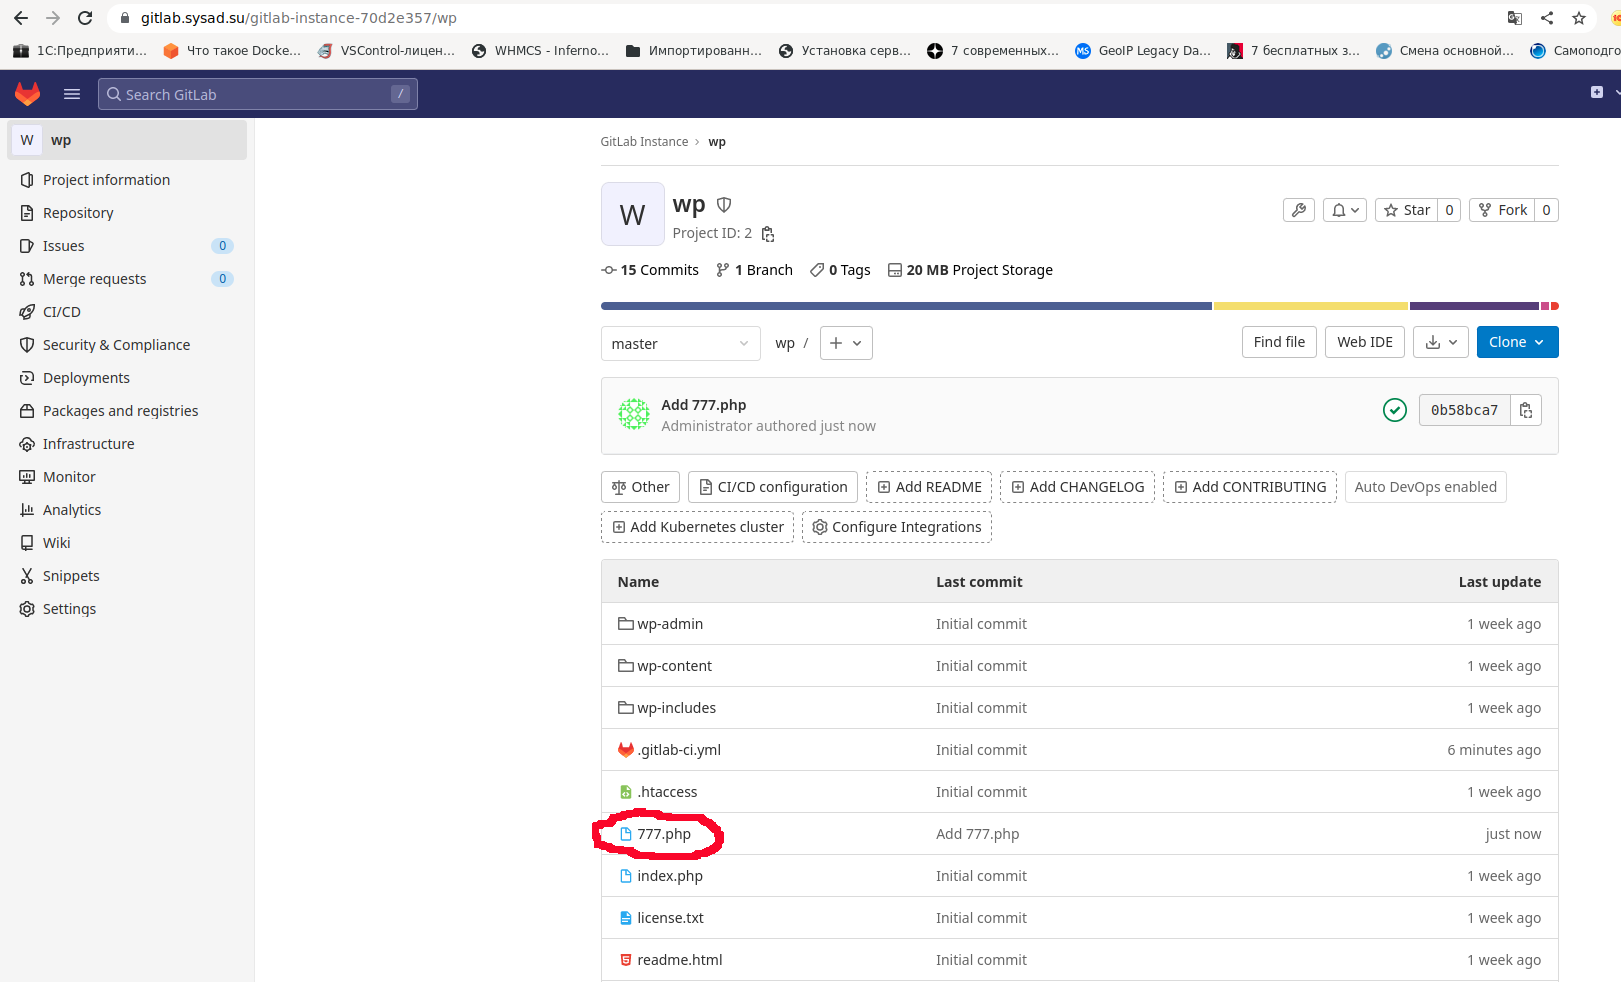 gitlab.sysad.su/gitlab-instance-70d2e357/wp
1С:Предприяти... Что такое Docke... VSControl-лицен... WHMCS - Inferno... Импортированн... Установка серв... 7 современных... MS GeoIP Legacy Da... 7 бесплатных з... Смена основной... Самоподго
Search GitLab /
W wp
Project information
Repository
Issues 0
Merge requests 0
CI/CD
Security & Compliance
Deployments
Packages and registries
Infrastructure
Monitor
Analytics
Wiki
Snippets
Settings
GitLab Instance › wp
W
wp
Project ID: 2
Star 0 Fork 0
15 Commits 1 Branch 0 Tags 20 MB Project Storage
master wp / + Find file Web IDE Clone
Add 777.php
Administrator authored just now
0b58bca7
Other CI/CD configuration Add README Add CHANGELOG Add CONTRIBUTING Auto DevOps enabled
Add Kubernetes cluster Configure Integrations
Name Last commit Last update
wp-admin Initial commit 1 week ago
wp-content Initial commit 1 week ago
wp-includes Initial commit 1 week ago
.gitlab-ci.yml Initial commit 6 minutes ago
.htaccess Initial commit 1 week ago
777.php Add 777.php just now
index.php Initial commit 1 week ago
license.txt Initial commit 1 week ago
readme.html Initial commit 1 week ago